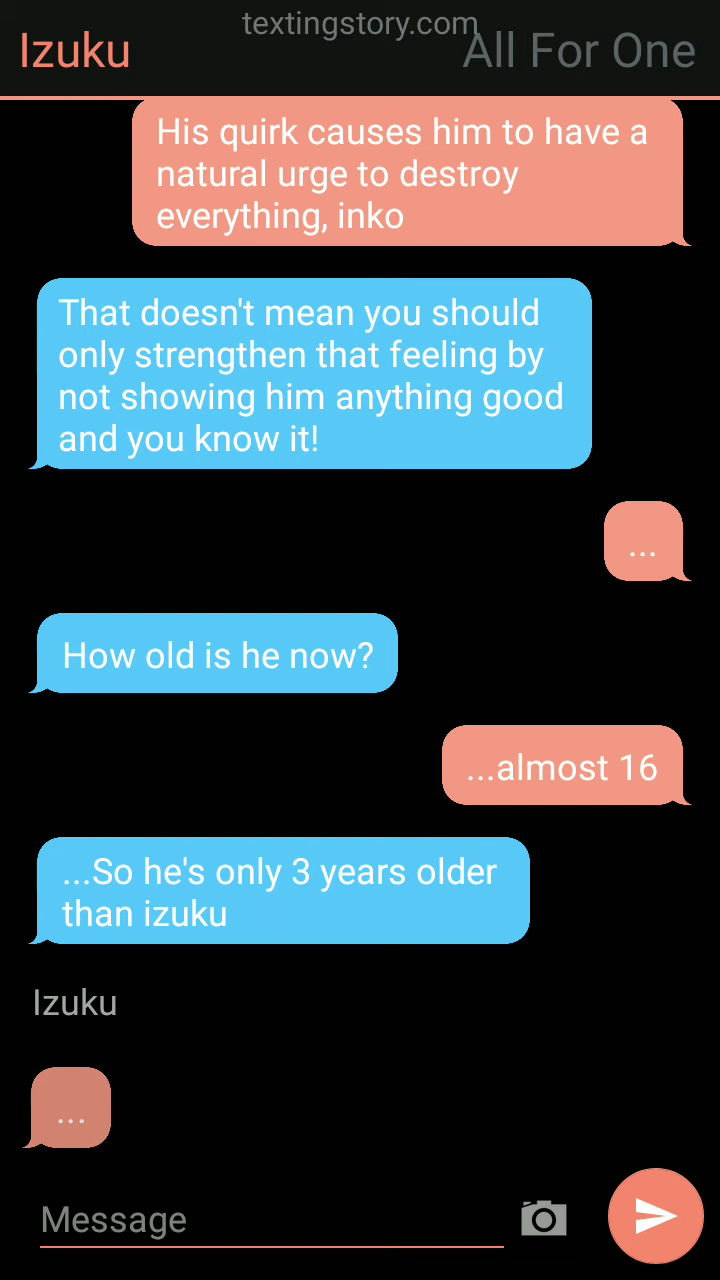 textingstory.com
Izuku
All For One
His quirk causes him to have a
natural urge to destroy
everything, inko
That doesn't mean you should
only strengthen that feeling by
not showing him anything good
and you know it!
...
How old is he now?
...almost 16
...So he's only 3 years older
than izuku
Izuku
...
Message